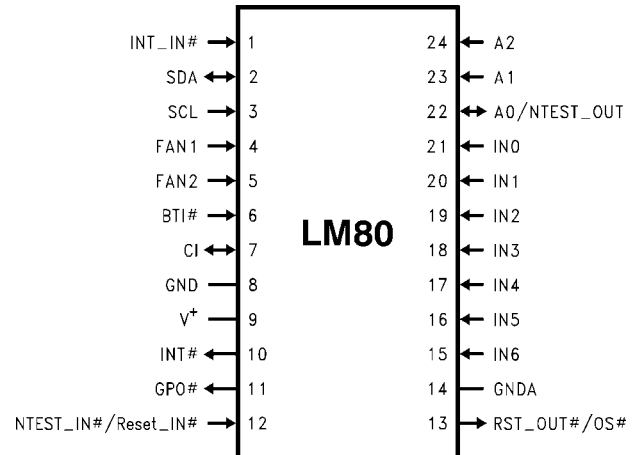 INT_IN# 1 24 A2
SDA 2 23 A1
SCL 3 22 A0/NTEST_OUT
FAN1 4 21 IN0
FAN2 5 20 IN1
BTI# 6 19 IN2
CI 7 18 IN3
LM80
GND 8 17 IN4
V+ 9 16 IN5
INT# 10 15 IN6
GPO# 11 14 GNDA
NTEST_IN#/Reset_IN# 12 13 RST_OUT#/OS#